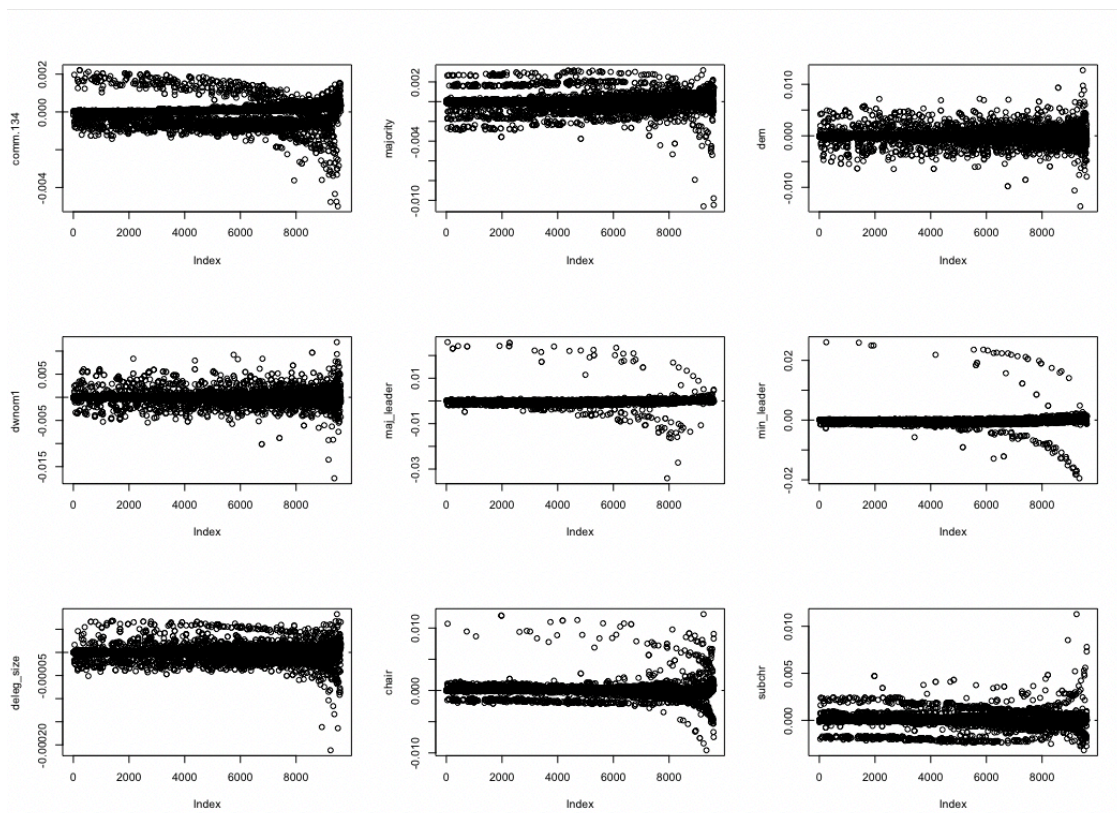 comm.134
0.002
0.000
-0.004
0 2000 4000 6000 8000
Index
majority
0.002
-0.004
-0.010
0 2000 4000 6000 8000
Index
dem
0.010
0.000
-0.010
0 2000 4000 6000 8000
Index
dwnom1
0.005
-0.005
-0.015
0 2000 4000 6000 8000
Index
maj_leader
0.01
-0.01
-0.03
0 2000 4000 6000 8000
Index
min_leader
0.02
0.00
-0.02
0 2000 4000 6000 8000
Index
deleg_size
-0.00005
-0.00020
0 2000 4000 6000 8000
Index
chair
0.010
0.000
-0.010
0 2000 4000 6000 8000
Index
subchr
0.010
0.005
0.000
0 2000 4000 6000 8000
Index